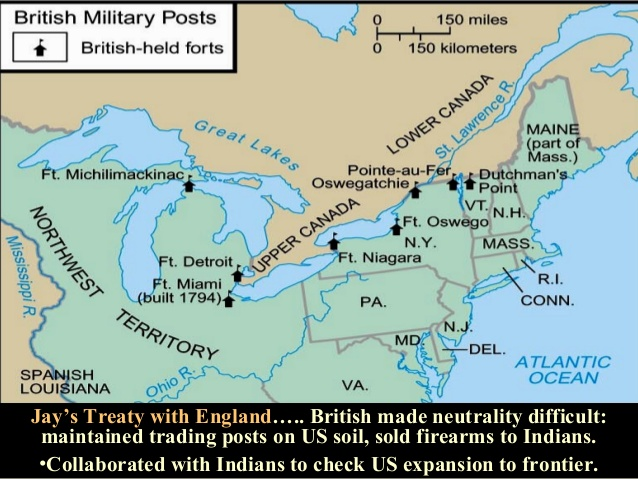 British Military Posts
British-held forts
0 150 miles
0 150 kilometers
Great Lakes
LOWER CANADA
St. Lawrence R.
MAINE
(part of
Mass.)
Ft. Michilimackinac
Pointe-au-Fer
Oswegatchie
Dutchman's
Point
VT.
N.H.
UPPER CANADA
Ft. Oswego
N.Y.
MASS.
NORTHWEST
TERRITORY
Mississippi R.
Ft. Detroit
Ft. Niagara
Ft. Miami
(built 1794)
R.I.
CONN.
PA.
N.J.
MD.
DEL.
SPANISH
LOUISIANA
Ohio R.
VA.
ATLANTIC
OCEAN
Jay's Treaty with England….. British made neutrality difficult:
maintained trading posts on US soil, sold firearms to Indians.
•Collaborated with Indians to check US expansion to frontier.